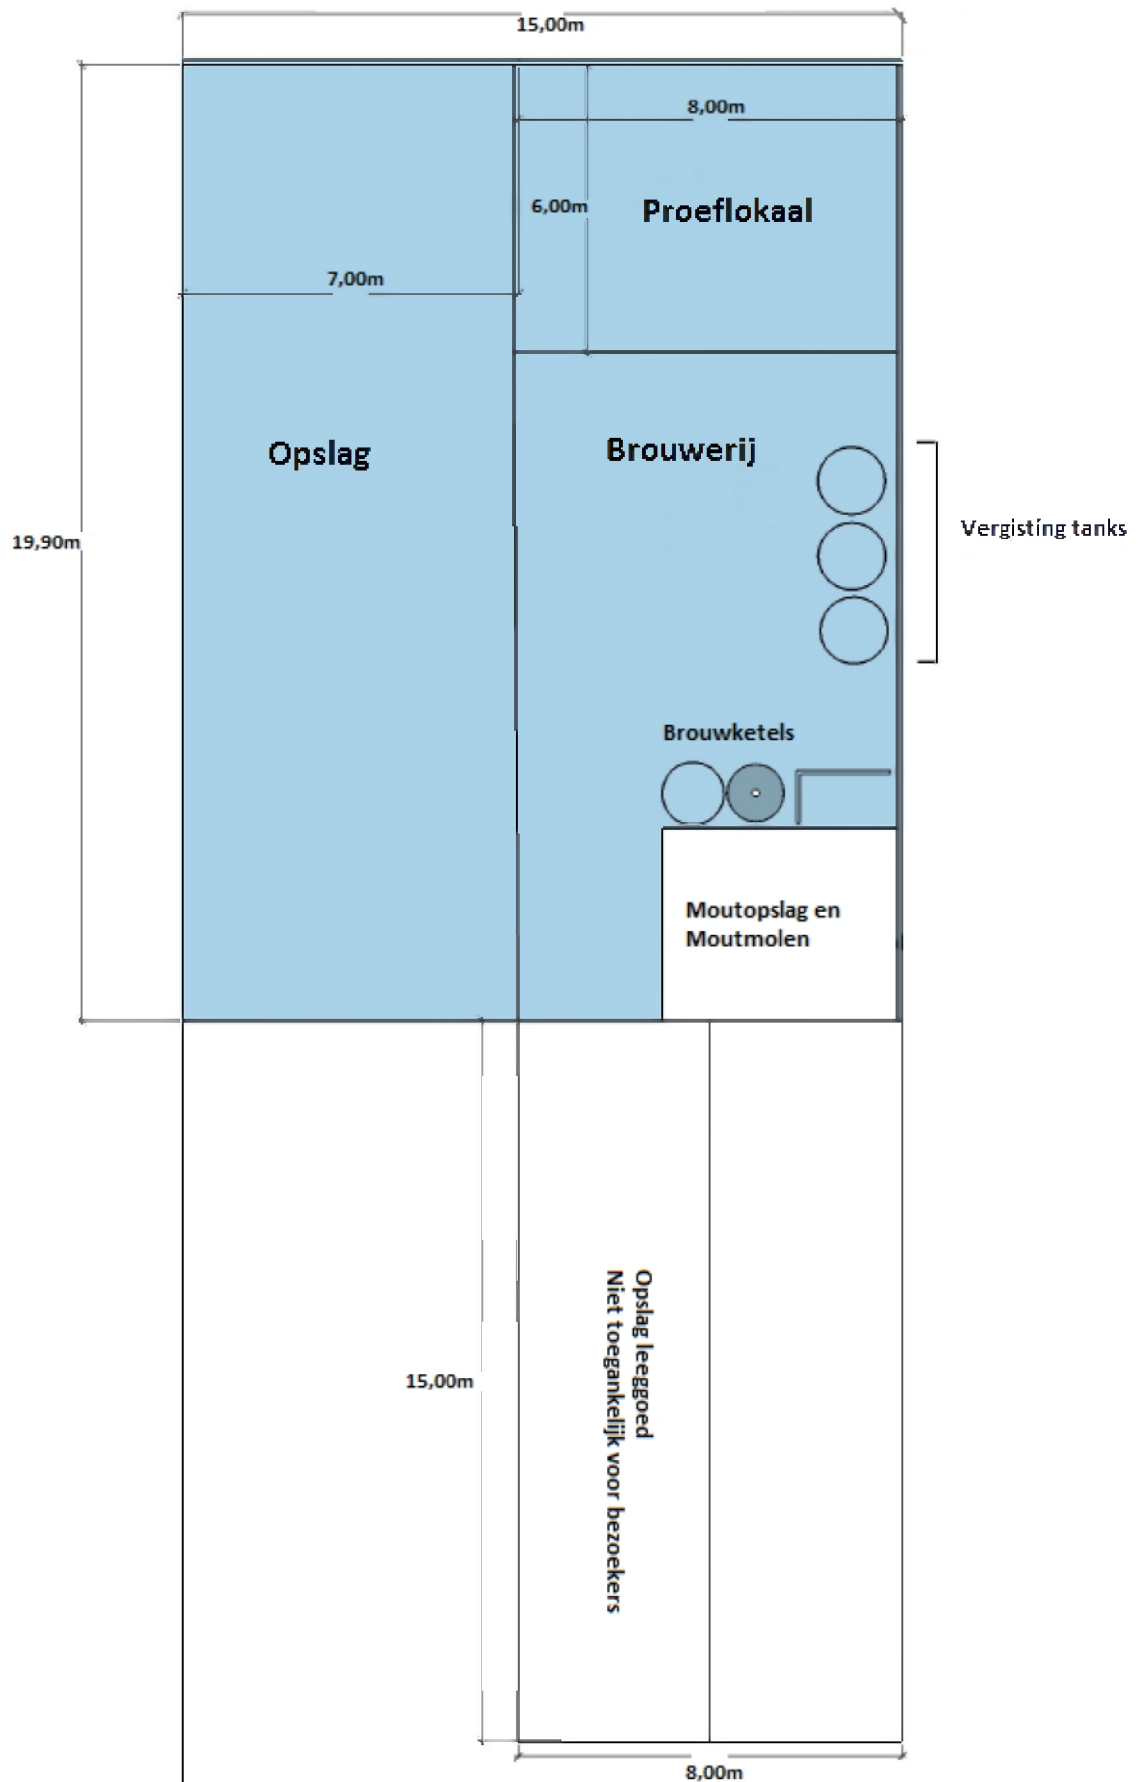 15,00m
8,00m
6,00m
Proeflokaal
7,00m
Opslag
Brouwerij
19,90m
Vergisting tanks
Brouwketels
Moutopslag en
Moutmolen
Opslag leeggoed
Niet toegankelijk voor bezoekers
15,00m
8,00m